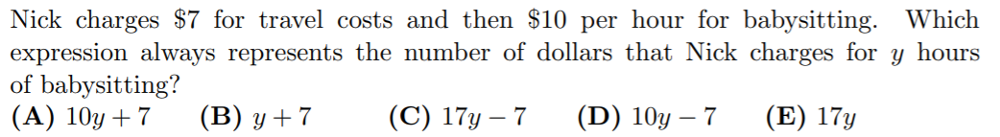 Nick charges $7 for travel costs and then $10 per hour for babysitting. Which
expression always represents the number of dollars that Nick charges for y hours
of babysitting?
(A) 10y + 7 (B) y + 7 (C) 17y − 7 (D) 10y − 7 (E) 17y